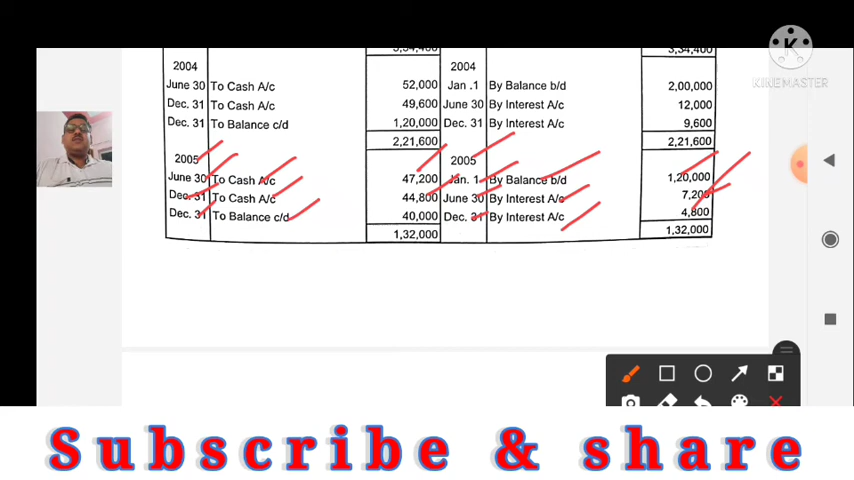 3,34,400 3,34,400
2004 2004
June 30 To Cash A/c 52,000 Jan .1 By Balance b/d 2,00,000
Dec. 31 To Cash A/c 49,600 June 30 By Interest A/c 12,000
Dec. 31 To Balance c/d 1,20,000 Dec. 31 By Interest A/c 9,600
2,21,600 2,21,600
2005 2005
June 30 To Cash A/c 47,200 Jan. 1 By Balance b/d 1,20,000
Dec. 31 To Cash A/c 44,800 June 30 By Interest A/c 7,200
Dec. 31 To Balance c/d 40,000 Dec. 31 By Interest A/c 4,800
1,32,000 1,32,000
K
KINEMASTER
Subscribe & share